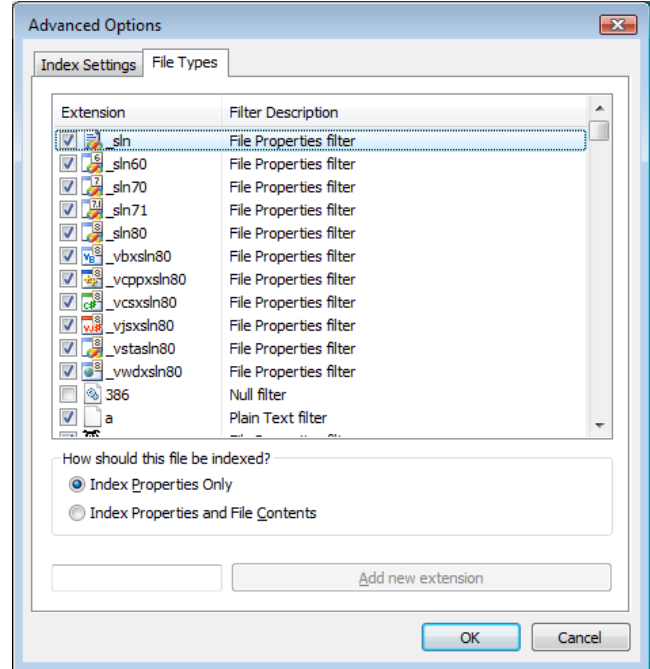 Advanced Options
Index Settings File Types
Extension Filter Description
_sln File Properties filter
_sln60 File Properties filter
_sln70 File Properties filter
_sln71 File Properties filter
_sln80 File Properties filter
_vbxsln80 File Properties filter
_vcppxsln80 File Properties filter
_vcsxsln80 File Properties filter
_vjsxsln80 File Properties filter
_vstasln80 File Properties filter
_vwdxsln80 File Properties filter
386 Null filter
a Plain Text filter
How should this file be indexed?
Index Properties Only
Index Properties and File Contents
Add new extension
OK Cancel